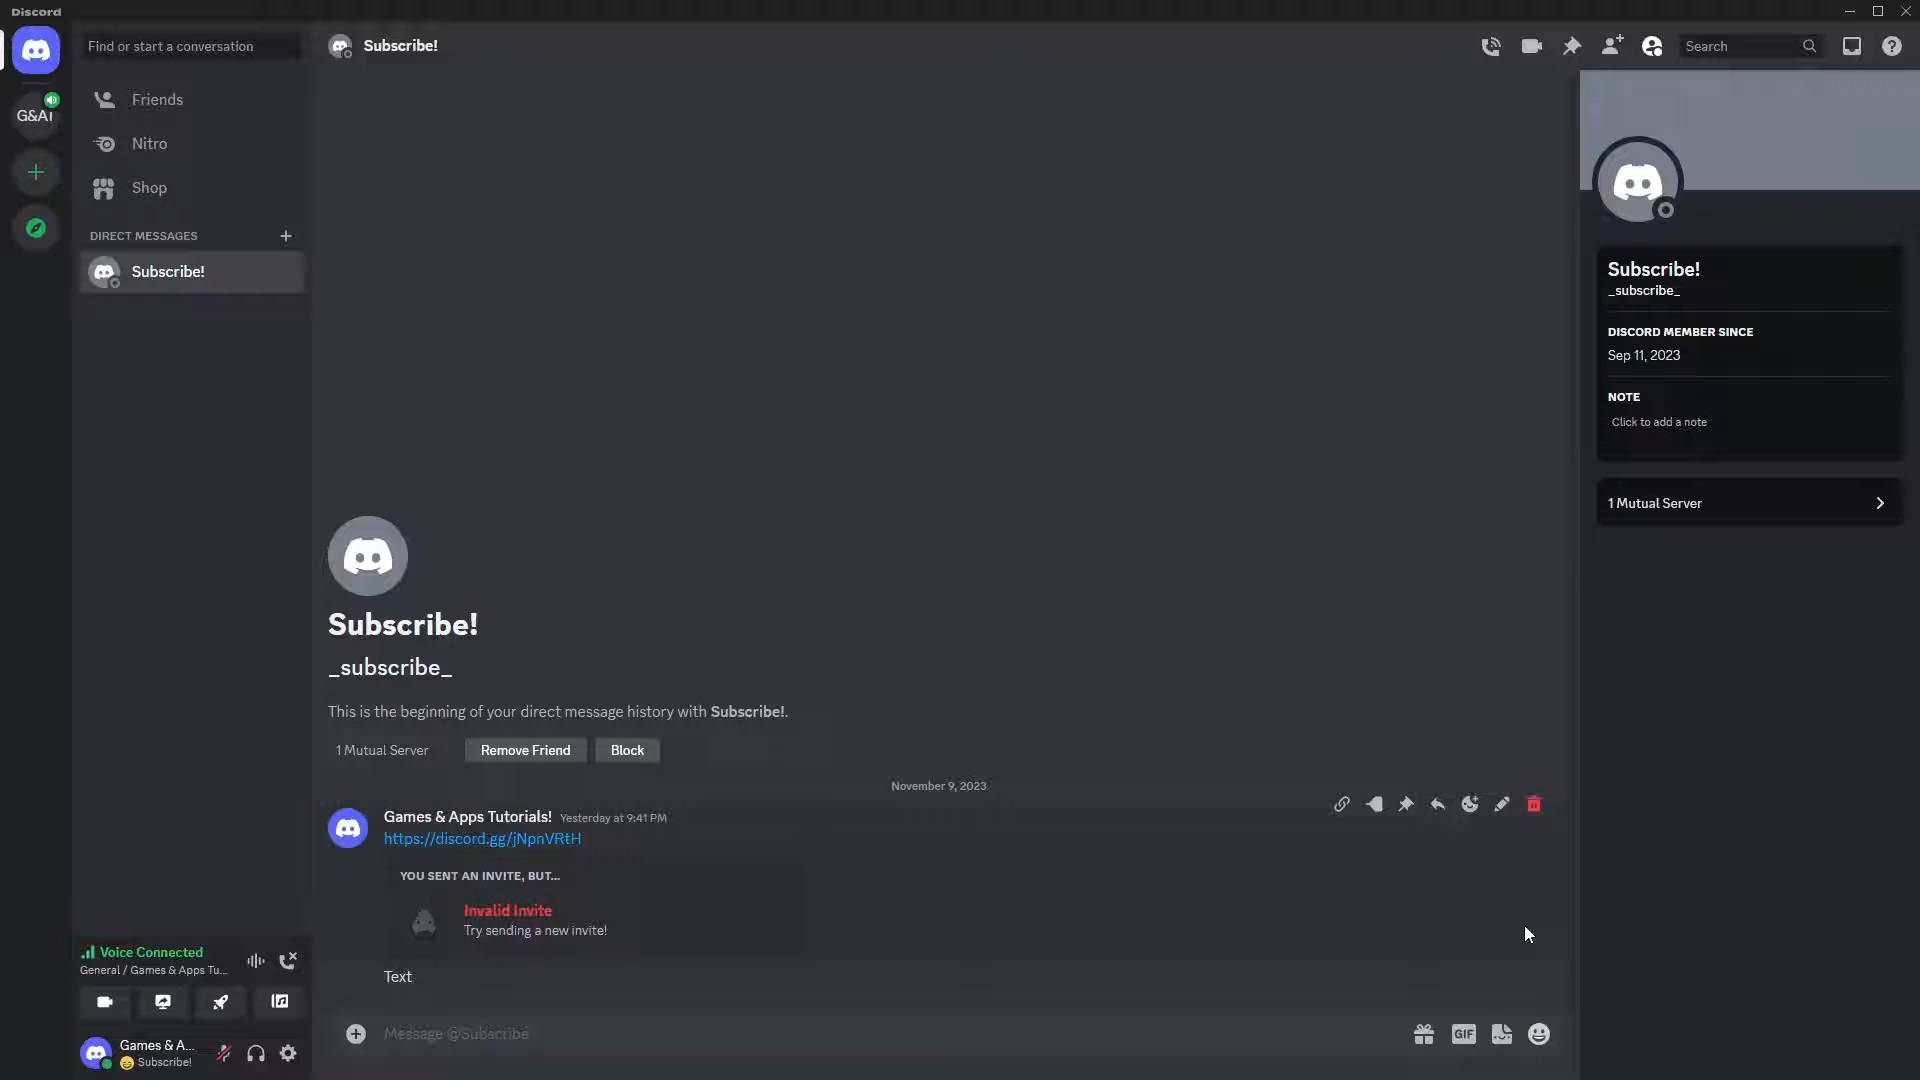 Discord
Find or start a conversation
Subscribe!
Search
G&AT
Friends
Nitro
Shop
DIRECT MESSAGES
Subscribe!
Subscribe!
_subscribe_
This is the beginning of your direct message history with Subscribe!.
1 Mutual Server
Remove Friend
Block
November 9, 2023
Games & Apps Tutorials! Yesterday at 9:41 PM
https://discord.gg/jNpnVRtH
YOU SENT AN INVITE, BUT...
Invalid Invite
Try sending a new invite!
Text
Message @Subscribe
GIF
Voice Connected
General / Games & Apps Tu...
Games & A...
Subscribe!
Subscribe!
_subscribe_
DISCORD MEMBER SINCE
Sep 11, 2023
NOTE
Click to add a note
1 Mutual Server